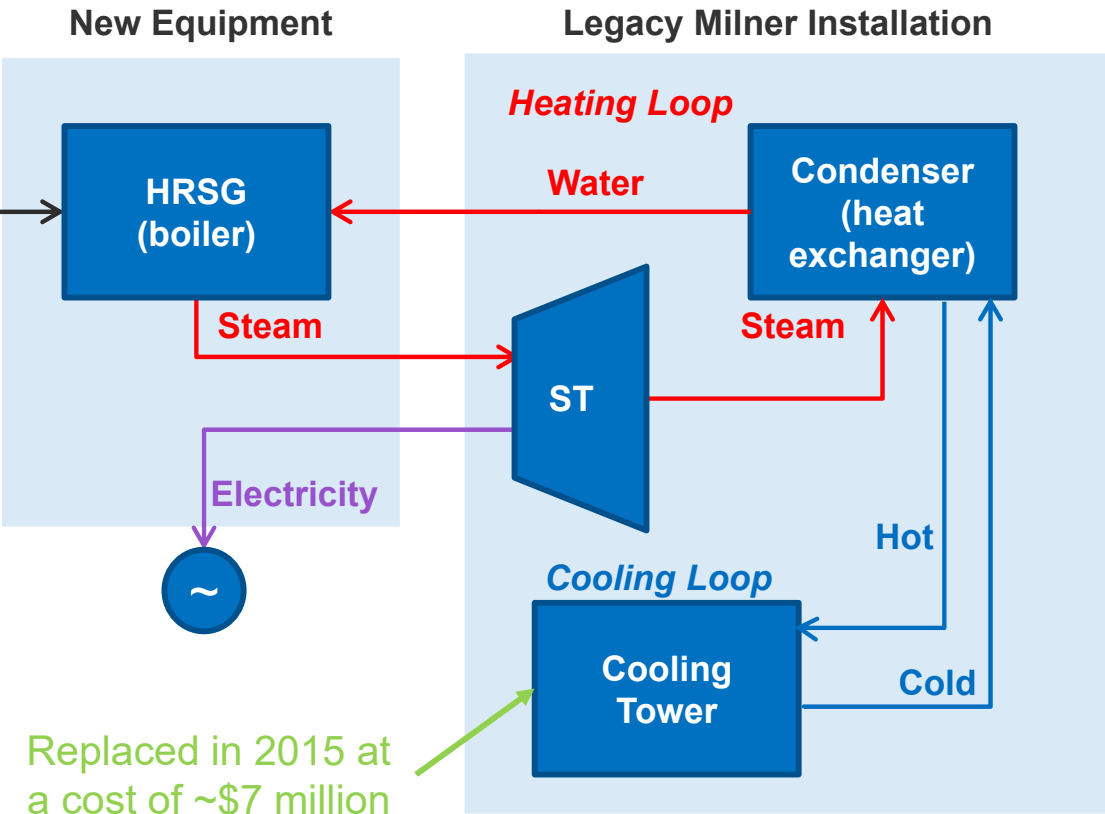 New Equipment
Legacy Milner Installation
Heating Loop
HRSG
(boiler)
Water
Condenser
(heat
exchanger)
Steam
Steam
ST
Electricity
~
Hot
Cooling Loop
Cooling
Tower
Cold
Replaced in 2015 at
a cost of ~$7 million